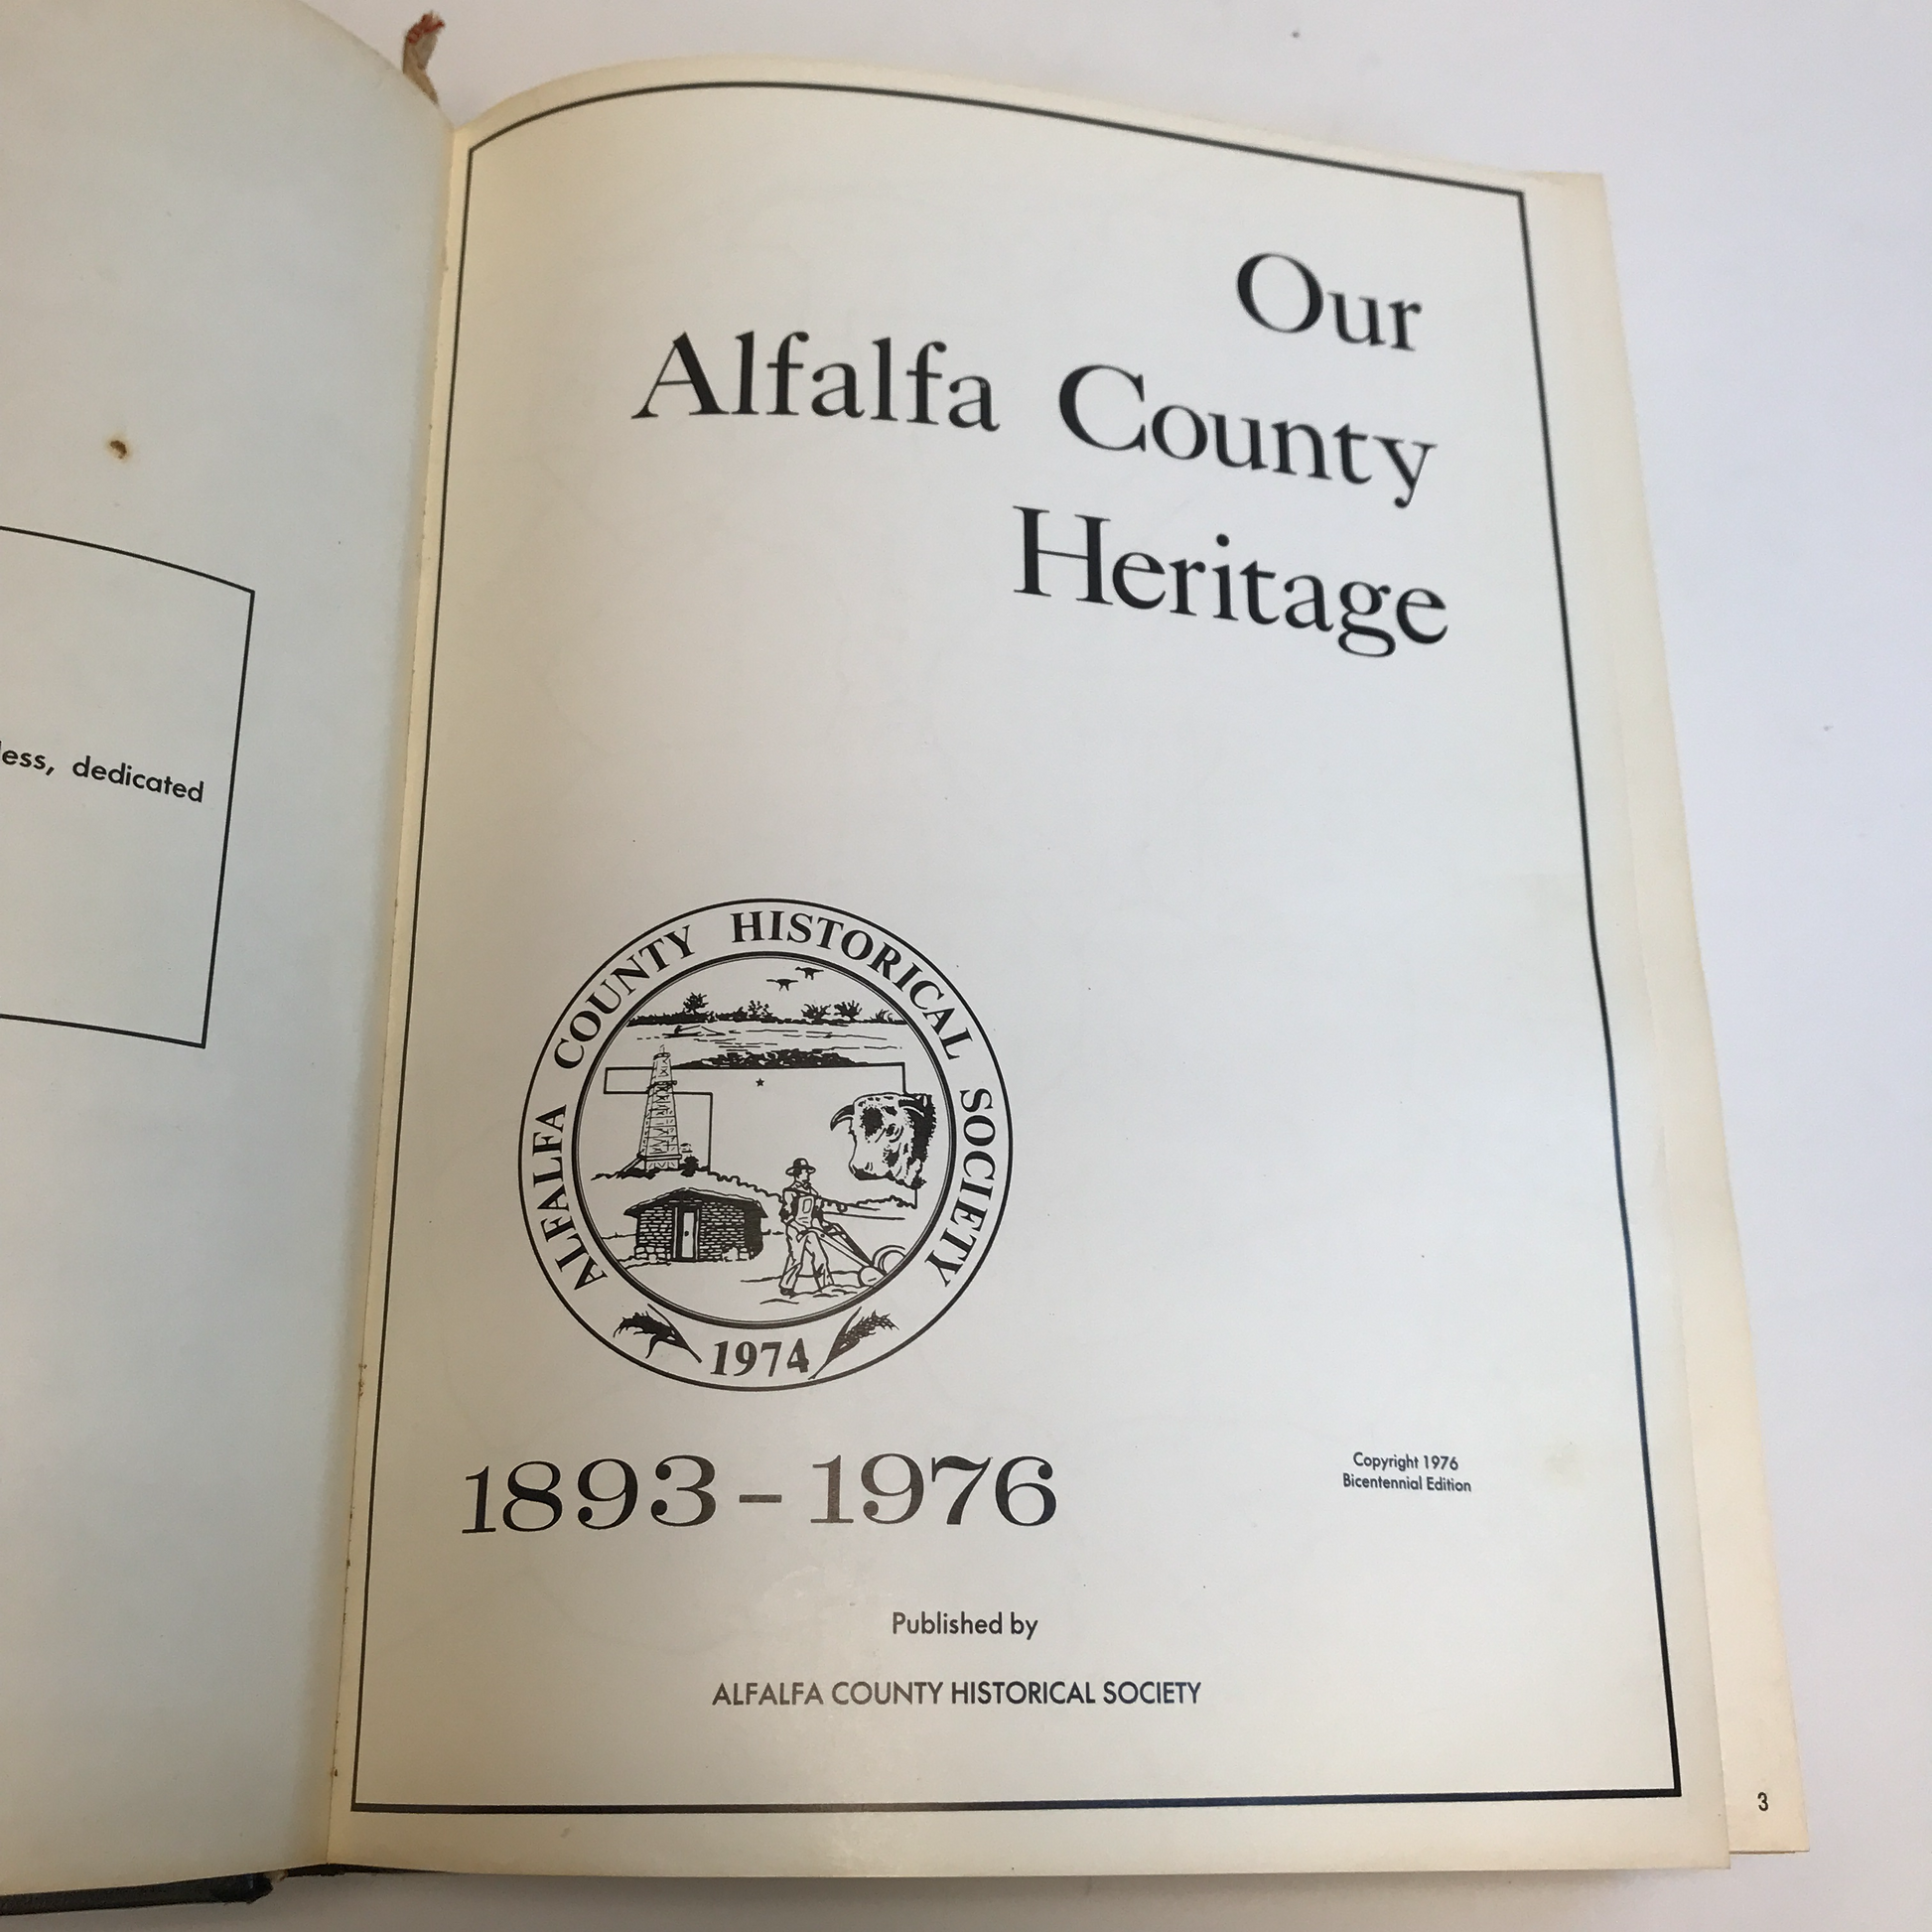 less, dedicated
Our
Alfalfa County
Heritage
ALFALFA COUNTY HISTORICAL SOCIETY
1974
1893-1976
Copyright 1976
Bicentennial Edition
Published by
ALFALFA COUNTY HISTORICAL SOCIETY
3